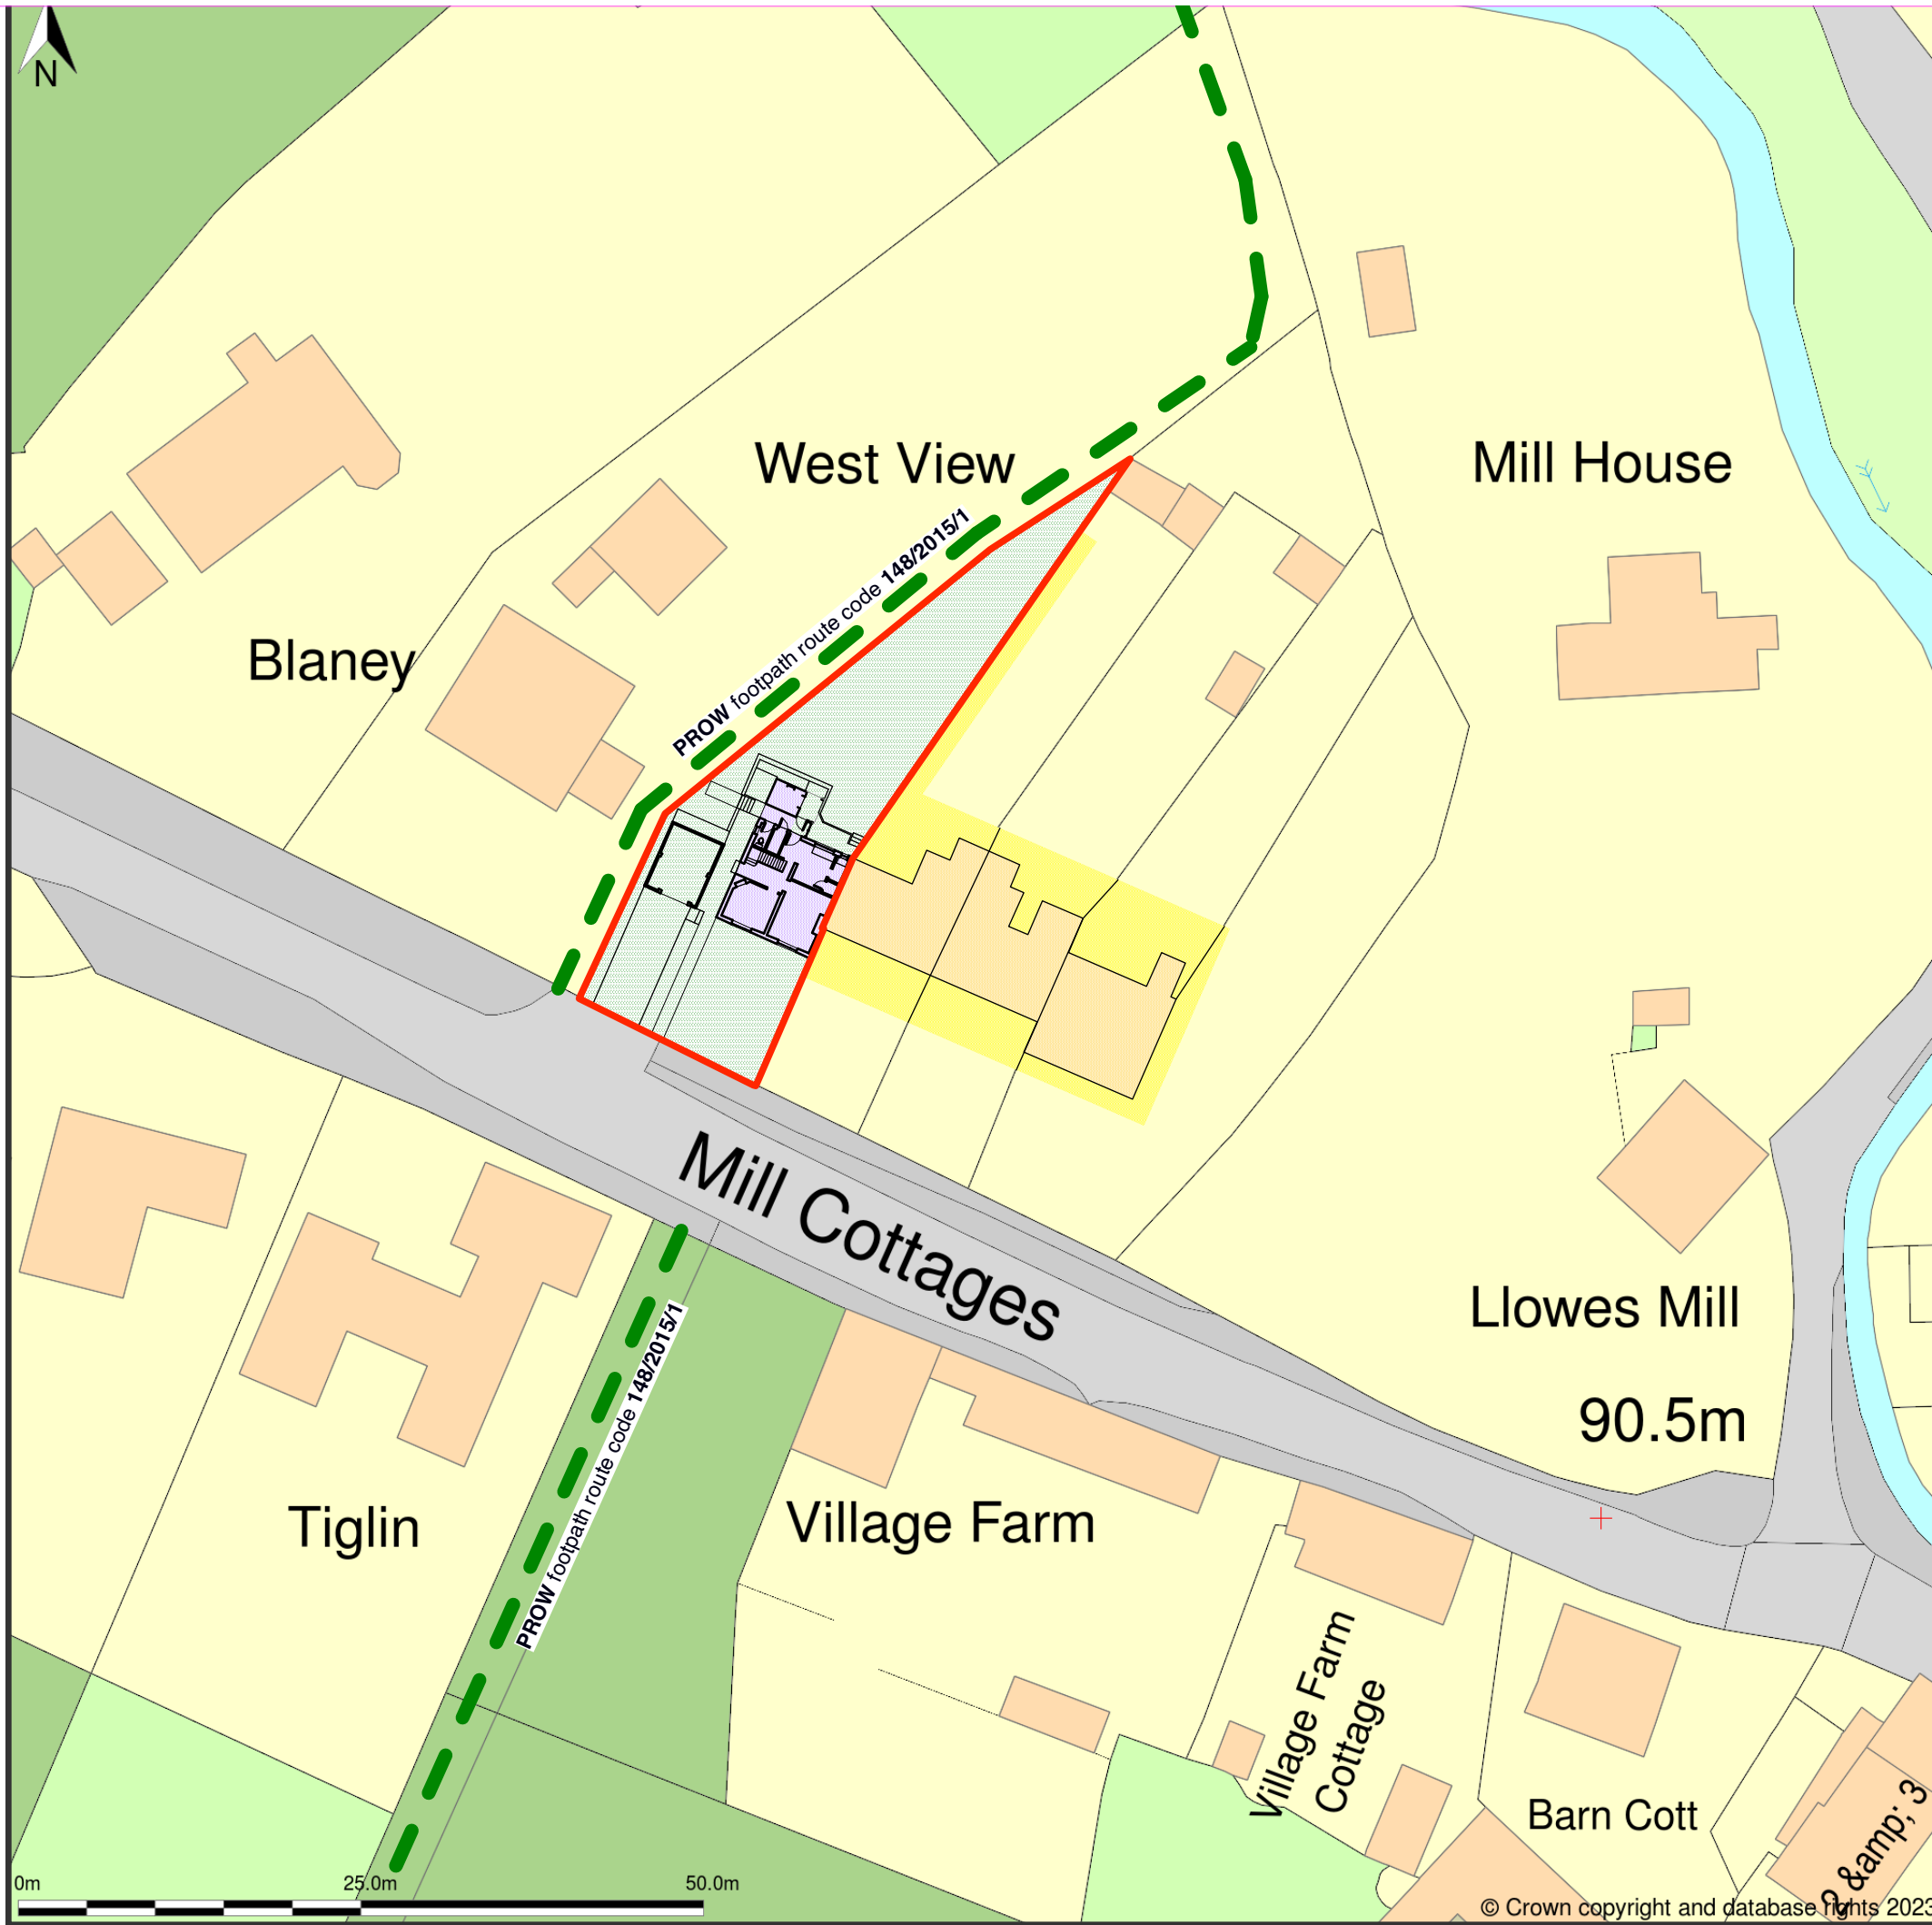 N
West View
Mill House
PROW footpath route code 148/2015/1
Blaney
Mill Cottages
Llowes Mill
90.5m
PROW footpath route code 148/2015/1
Tiglin
Village Farm
Village Farm
Cottage
Barn Cott
2 &amp; 3
0m 25.0m 50.0m
© Crown copyright and database rights 2023